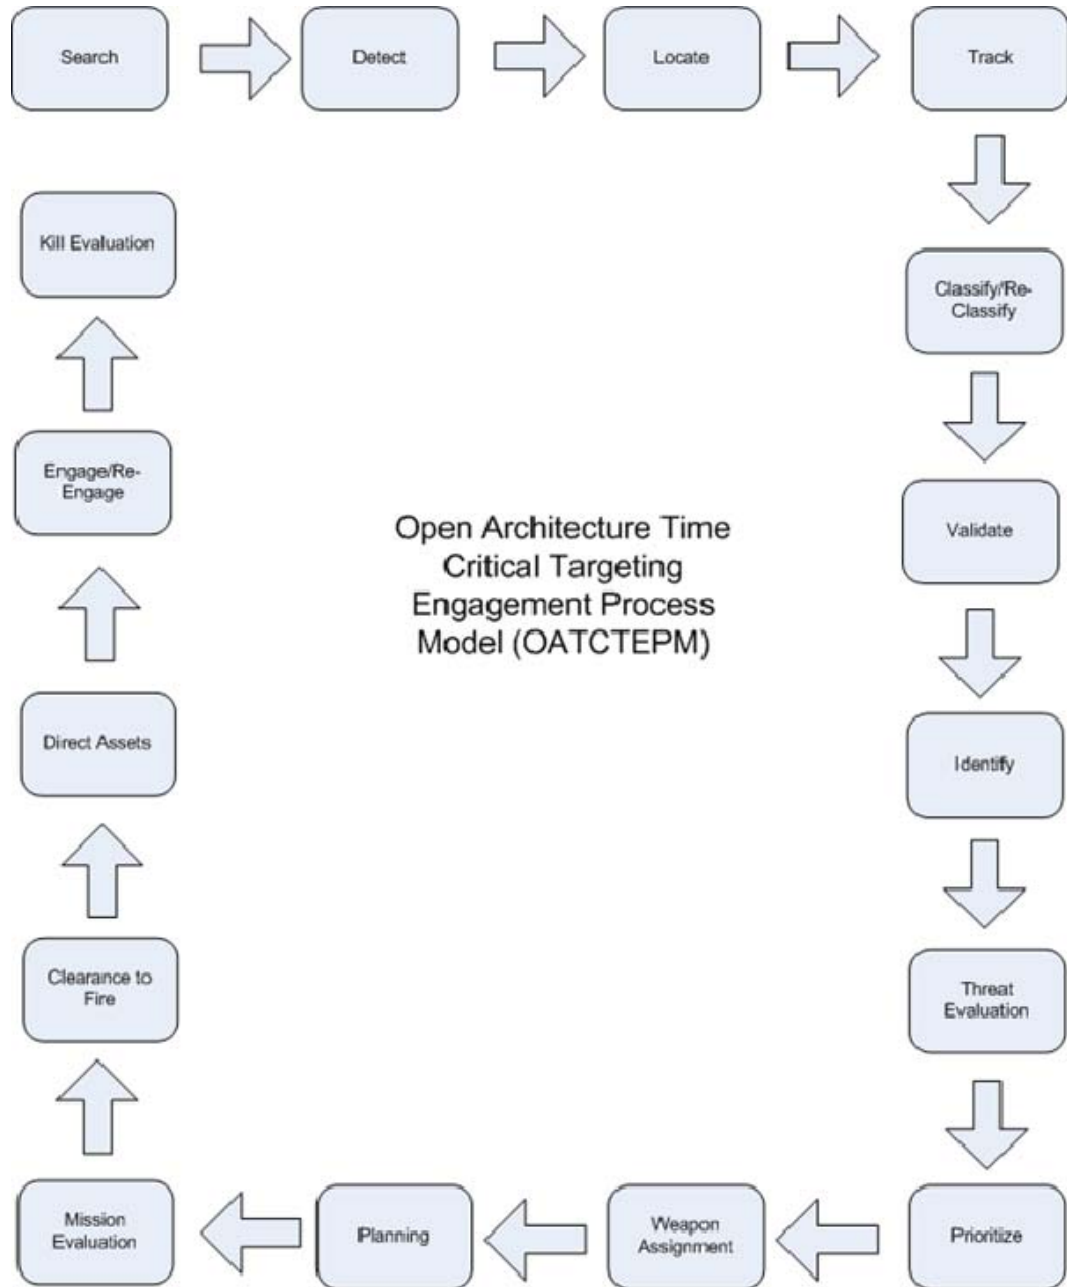 Search
Detect
Locate
Track
Classify/Re-
Classify
Validate
Identify
Threat
Evaluation
Prioritize
Weapon
Assignment
Planning
Mission
Evaluation
Clearance to
Fire
Direct Assets
Engage/Re-
Engage
Kill Evaluation
Open Architecture Time
Critical Targeting
Engagement Process
Model (OATCTEPM)